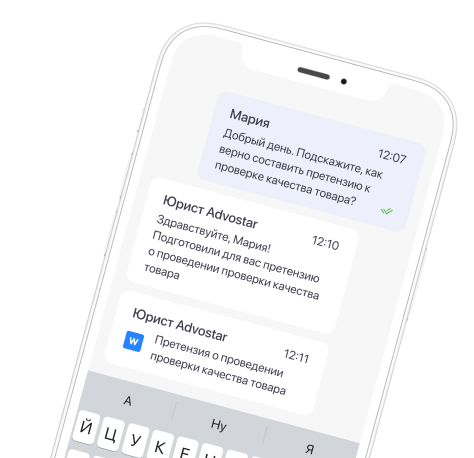 Мария
12:07
Добрый день. Подскажите, как
верно составить претензию к
проверке качества товара?
Юрист Advostar
12:10
Здравствуйте, Мария!
Подготовили для вас претензию
о проведении проверки качества
товара
Юрист Advostar
12:11
W
Претензия о проведении
проверки качества товара
А Ну Я
Й Ц У К Е